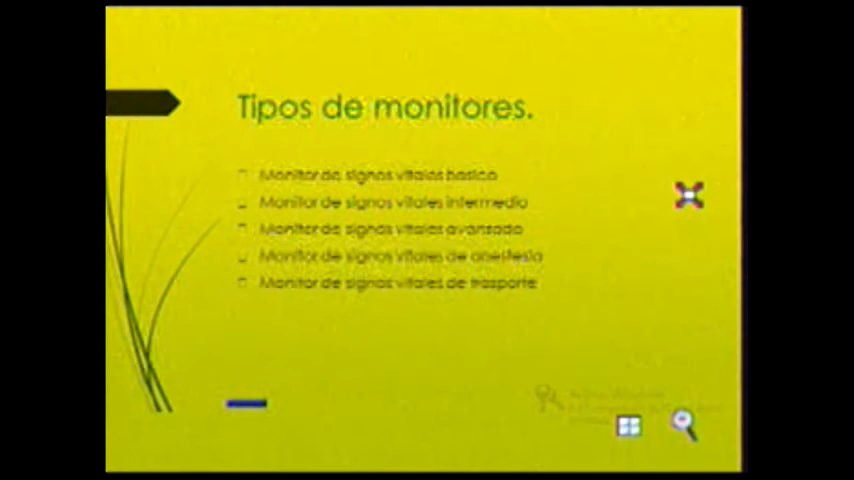 Tipos de monitores.
Monitor de signos vitales basico
Monitor de signos vitales intermedio
Monitor de signos vitales avanzado
Monitor de signos vitales de anestesia
Monitor de signos vitales de trasporte